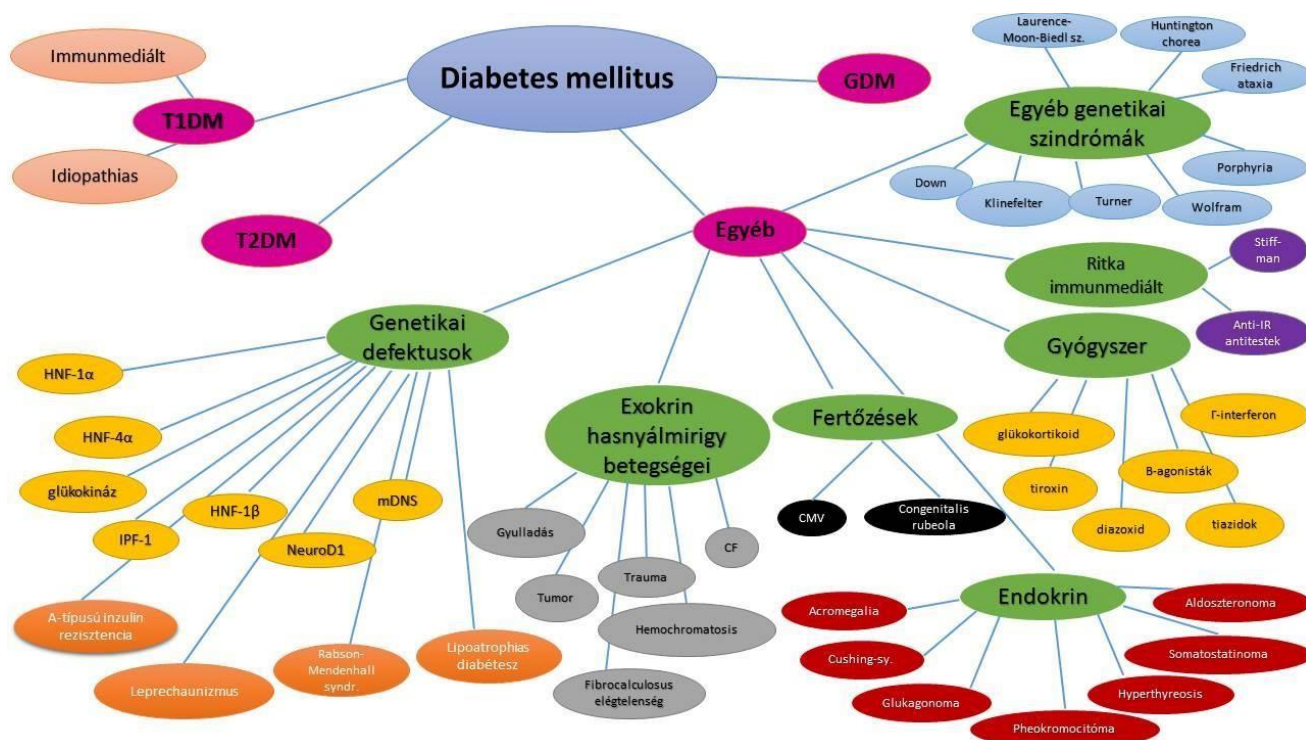 Diabetes mellitus
Immunmediált
T1DM
Idiopathias
T2DM
GDM
Egyéb
Laurence-
Moon-Biedl sz.
Huntington
chorea
Friedrich
ataxia
Egyéb genetikai
szindrómák
Down
Klinefelter
Turner
Wolfram
Porphyria
Ritka
immunmediált
Stiff-
man
Anti-IR
antitestek
Gyógyszer
glükokortikoid
tiroxin
diazoxid
B-agonisták
Γ-interferon
tiazidok
Genetikai
defektusok
HNF-1α
HNF-4α
glükokináz
IPF-1
HNF-1β
NeuroD1
mDNS
A-típusú inzulin
rezisztencia
Leprechaunizmus
Rabson-
Mendenhall
syndr.
Lipoatrophias
diabétesz
Exokrin
hasnyálmirigy
betegségei
Gyulladás
Tumor
Trauma
CF
Hemochromatosis
Fibrocalculosus
elégtelenség
Fertőzések
CMV
Congenitalis
rubeola
Endokrin
Acromegalia
Cushing-sy.
Glukagonoma
Pheokromocitóma
Hyperthyreosis
Somatostatinoma
Aldoszteronoma